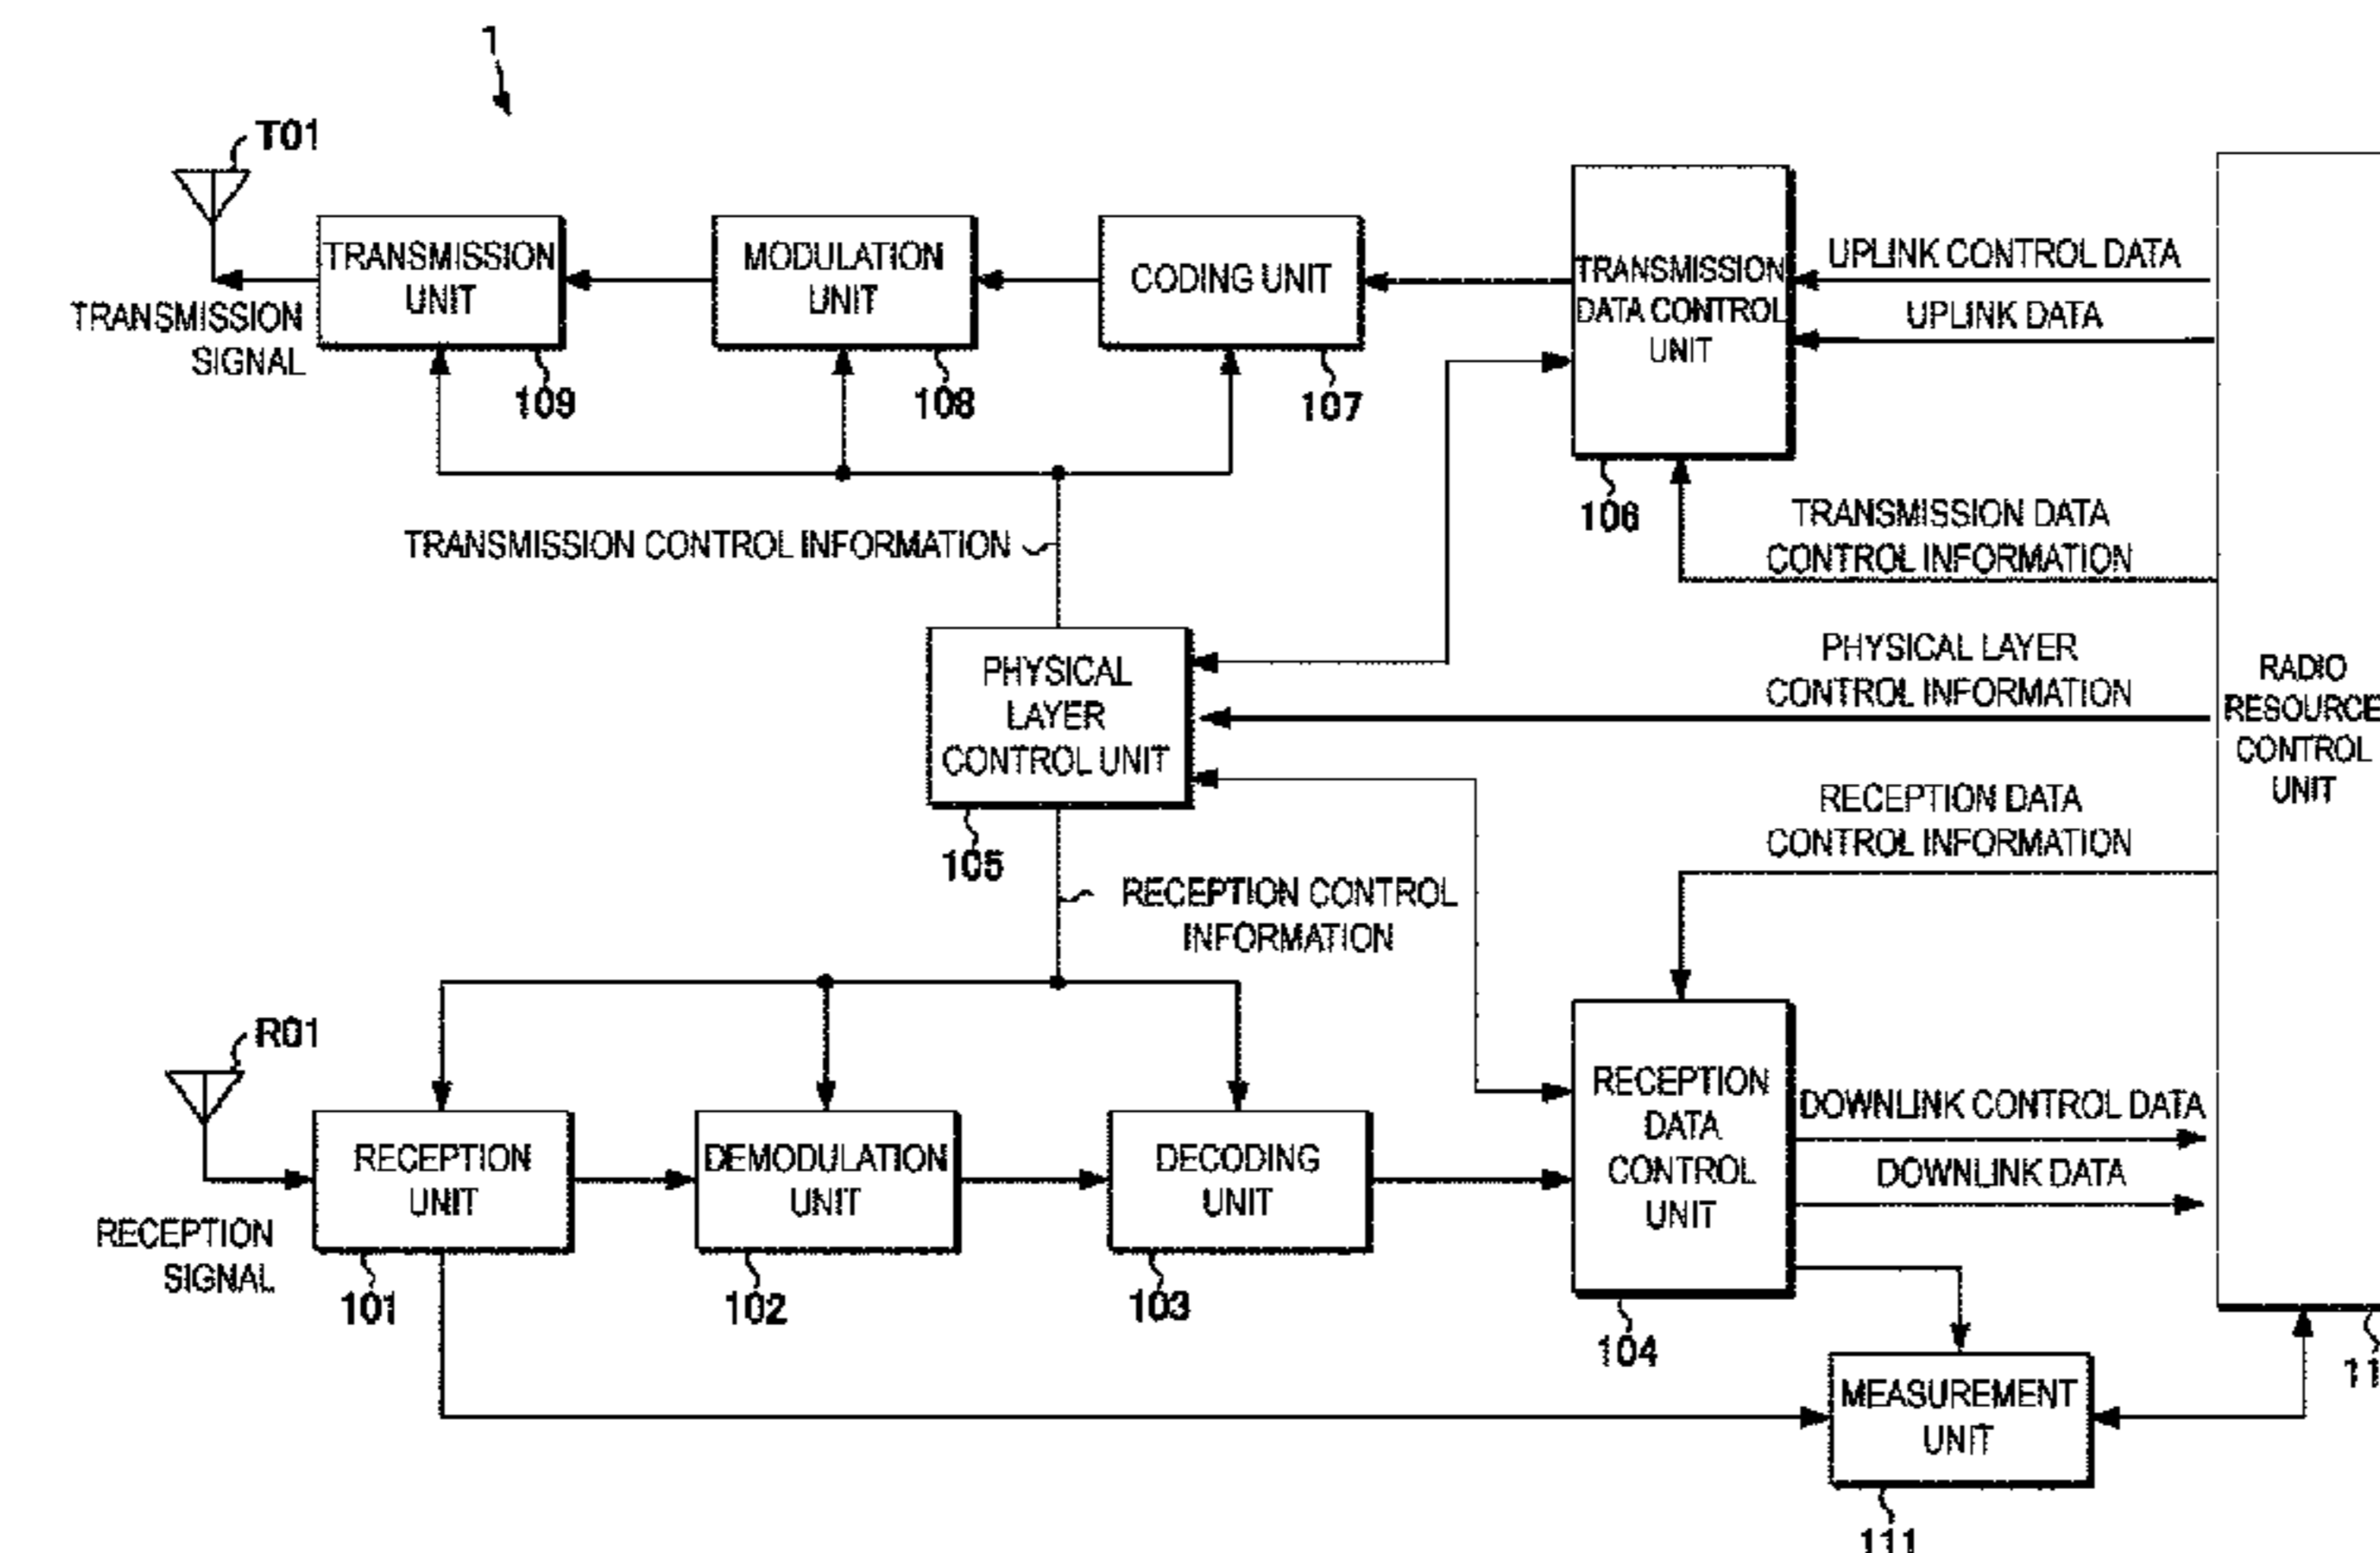 1
T01
TRANSMISSION
UNIT
MODULATION
UNIT
CODING UNIT
TRANSMISSION
DATA CONTROL
UNIT
UPLINK CONTROL DATA
UPLINK DATA
TRANSMISSION
SIGNAL
109
108
107
106
TRANSMISSION DATA
CONTROL INFORMATION
TRANSMISSION CONTROL INFORMATION
PHYSICAL
LAYER
CONTROL UNIT
PHYSICAL LAYER
CONTROL INFORMATION
RADIO
RESOURCE
CONTROL
UNIT
RECEPTION DATA
CONTROL INFORMATION
105
RECEPTION CONTROL
INFORMATION
R01
RECEPTION
UNIT
DEMODULATION
UNIT
DECODING
UNIT
RECEPTION
DATA
CONTROL
UNIT
DOWNLINK CONTROL DATA
DOWNLINK DATA
RECEPTION
SIGNAL
101
102
103
104
MEASUREMENT
UNIT
111